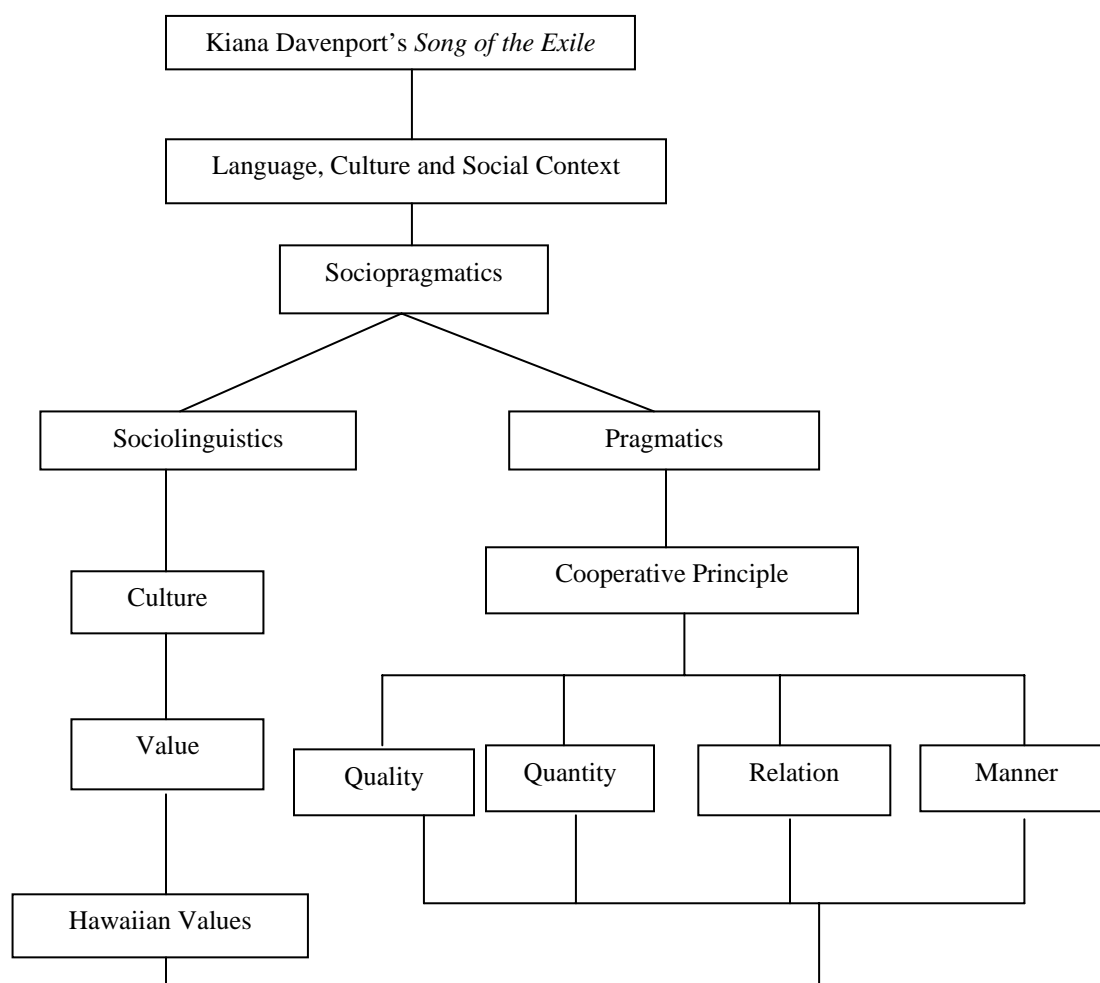 Kiana Davenport’s Song of the Exile
Language, Culture and Social Context
Sociopragmatics
Sociolinguistics
Pragmatics
Cooperative Principle
Culture
Value
Quality
Quantity
Relation
Manner
Hawaiian Values